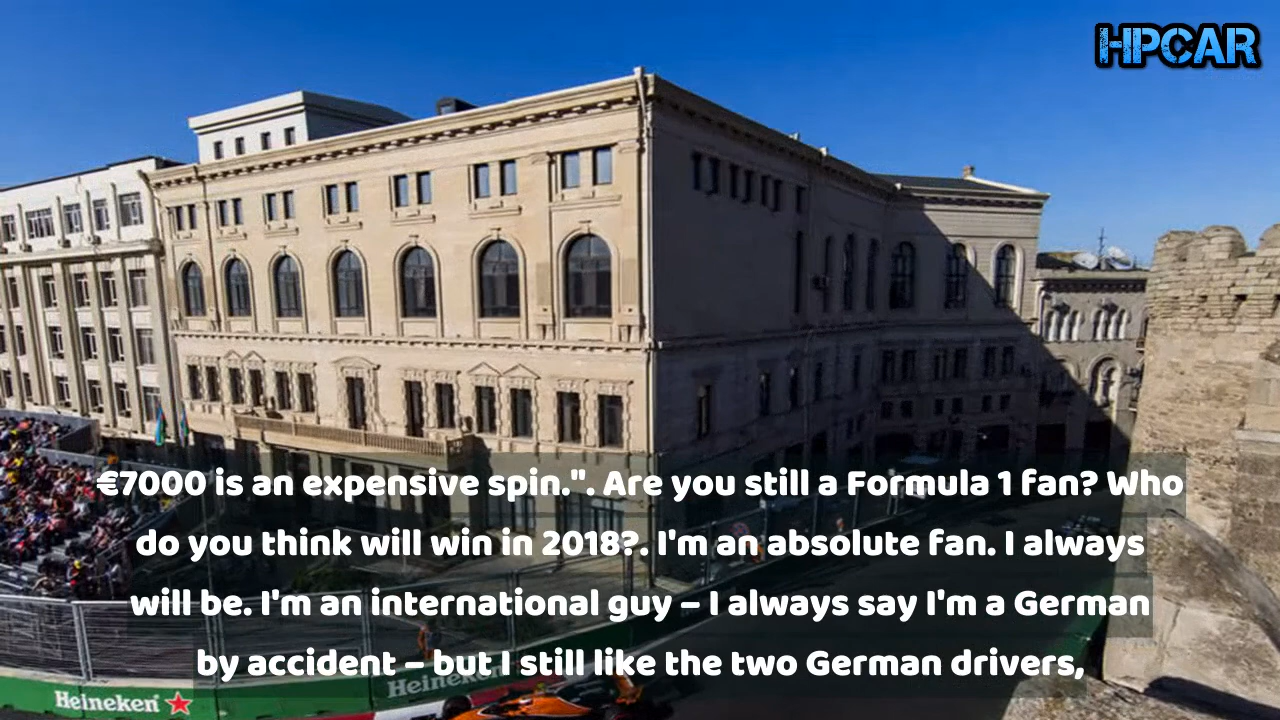 HPCAR
€7000 is an expensive spin.". Are you still a Formula 1 fan? Who
do you think will win in 2018?. I'm an absolute fan. I always
will be. I'm an international guy – I always say I'm a German
by accident – but I still like the two German drivers,
Heineken
Heineken